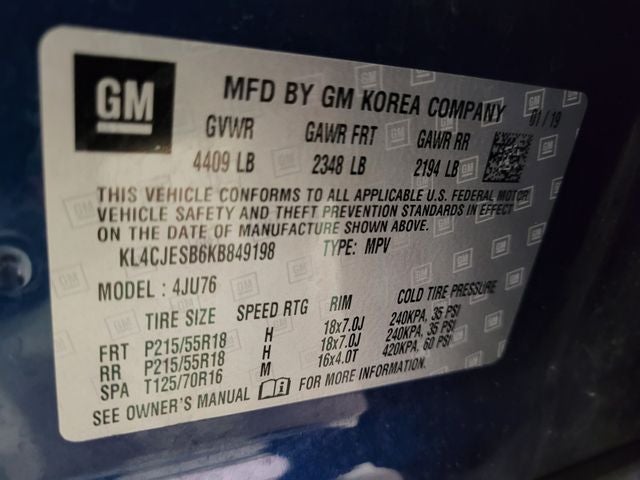 GM
MFD BY GM KOREA COMPANY 01/19
GVWR GAWR FRT GAWR RR
4409 LB 2348 LB 2194 LB
THIS VEHICLE CONFORMS TO ALL APPLICABLE U.S. FEDERAL MOTOR
VEHICLE SAFETY AND THEFT PREVENTION STANDARDS IN EFFECT
ON THE DATE OF MANUFACTURE SHOWN ABOVE.
KL4CJESB6KB849198 TYPE: MPV
MODEL : 4JU76
TIRE SIZE SPEED RTG RIM COLD TIRE PRESSURE
FRT P215/55R18 H 18x7.0J 240KPA, 35 PSI
RR P215/55R18 H 18x7.0J 240KPA, 35 PSI
SPA T125/70R16 M 16x4.0T 420KPA, 60 PSI
SEE OWNER'S MANUAL FOR MORE INFORMATION.